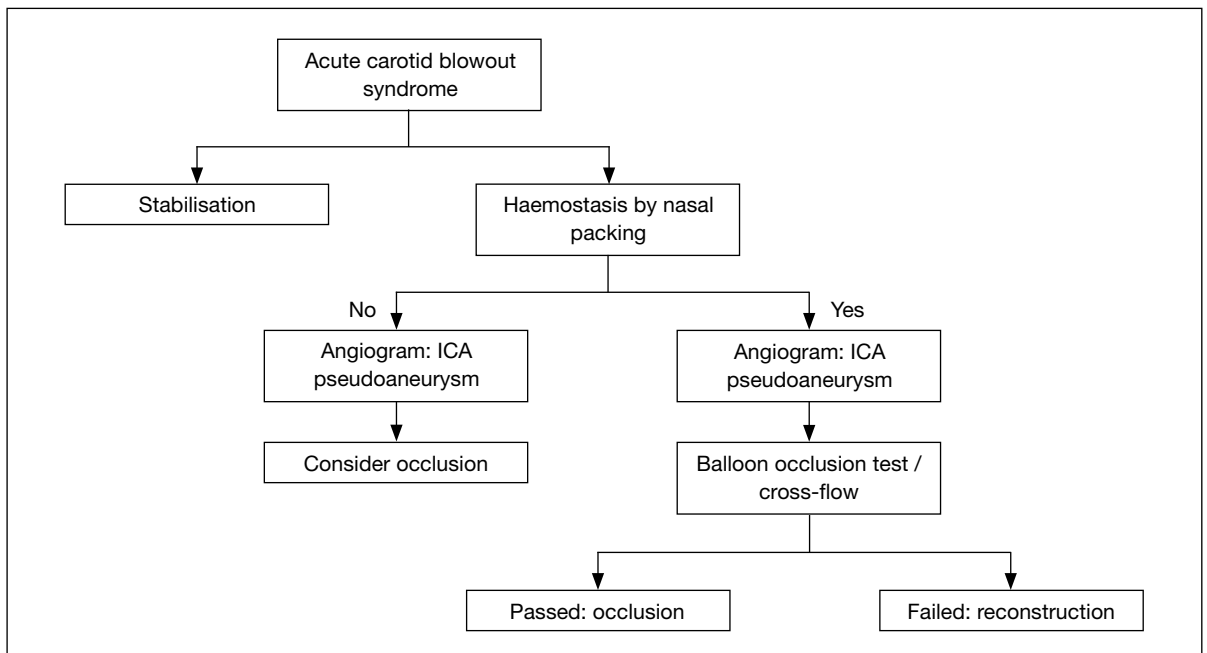 Acute carotid blowout
syndrome
Stabilisation
Haemostasis by nasal
packing
No
Yes
Angiogram: ICA
pseudoaneurysm
Angiogram: ICA
pseudoaneurysm
Consider occlusion
Balloon occlusion test /
cross-flow
Passed: occlusion
Failed: reconstruction